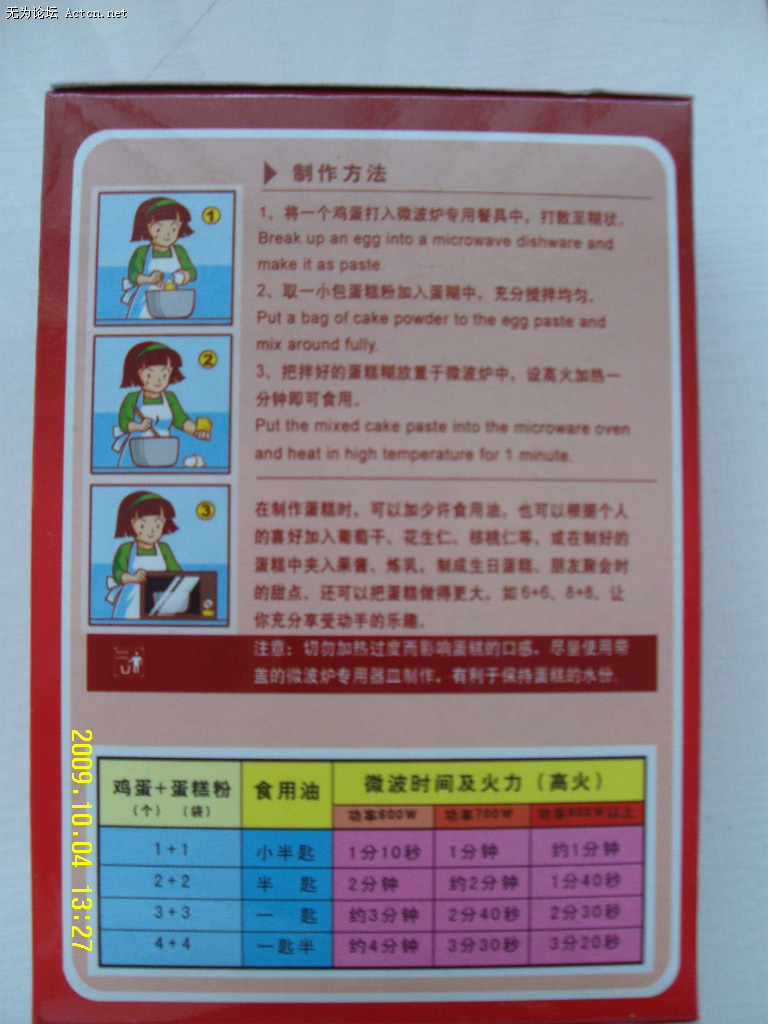 无为论坛 Actcn.net
制作方法
1
1、将一个鸡蛋打入微波炉专用餐具中，打散至糊状。
Break up an egg into a microwave dishware and
make it as paste.
2、取一小包蛋糕粉加入蛋糊中，充分搅拌均匀。
Put a bag of cake powder to the egg paste and
mix around fully.
2
3、把拌好的蛋糕糊放置于微波炉中，设高火加热一
分钟即可食用。
Put the mixed cake paste into the microware oven
and heat in high temperature for 1 minute.
3
在制作蛋糕时，可以加少许食用油，也可以根据个人
的喜好加入葡萄干、花生仁、核桃仁等，或在制好的
蛋糕中夹入果酱、炼乳，制成生日蛋糕、朋友聚会时
的甜点，还可以把蛋糕做得更大，如6+6、8+8，让
你充分享受动手的乐趣。
注意：切勿加热过度而影响蛋糕的口感。尽量使用带
盖的微波炉专用器皿制作，有利于保持蛋糕的水份。
鸡蛋+蛋糕粉 食用油 微波时间及火力（高火）
（个） （袋） 功率600W 功率700W 功率800W以上
1+1 小半匙 1分10秒 1分钟 约1分钟
2+2 半 匙 2分钟 约2分钟 1分40秒
3+3 一 匙 约3分钟 2分40秒 2分30秒
4+4 一匙半 约4分钟 3分30秒 3分20秒
2009.10.04 13:27